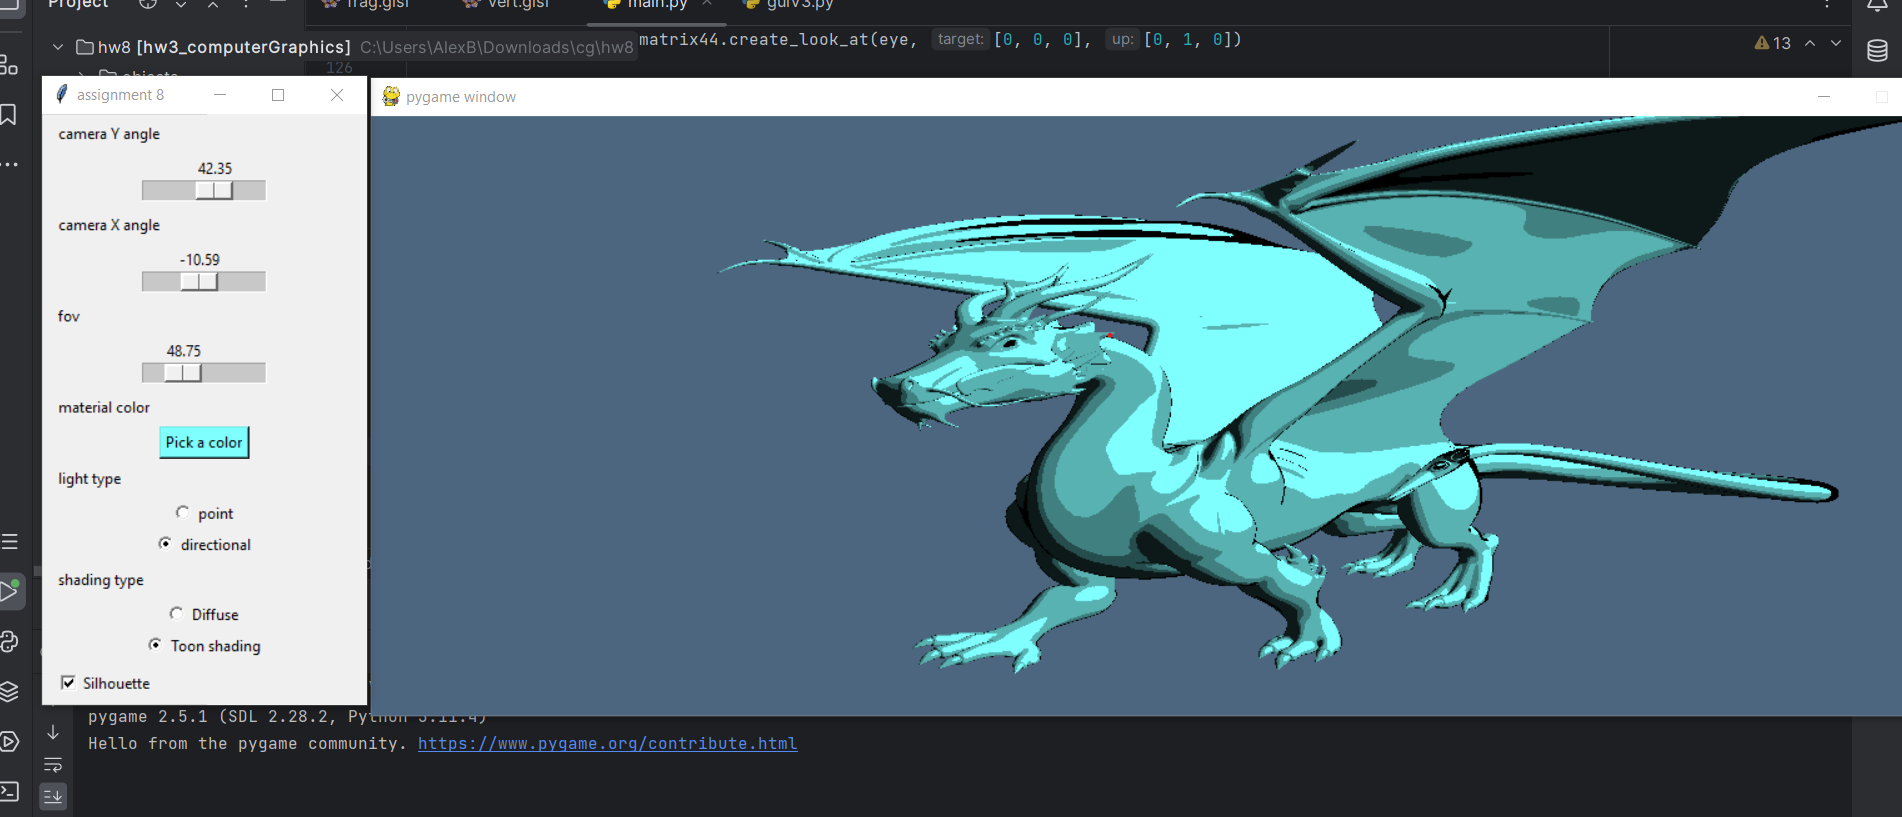 Project
frag.glsl
vert.glsl
main.py
guiV3.py
hw8 [hw3_computerGraphics] C:\Users\AlexB\Downloads\cg\hw8
matrix44.create_look_at(eye, target: [0, 0, 0], up: [0, 1, 0])
13
126
objects
assignment 8
pygame window
camera Y angle
42.35
camera X angle
-10.59
fov
48.75
material color
Pick a color
light type
point
directional
shading type
Diffuse
Toon shading
Silhouette
pygame 2.5.1 (SDL 2.28.2, Python 3.11.4)
Hello from the pygame community. https://www.pygame.org/contribute.html